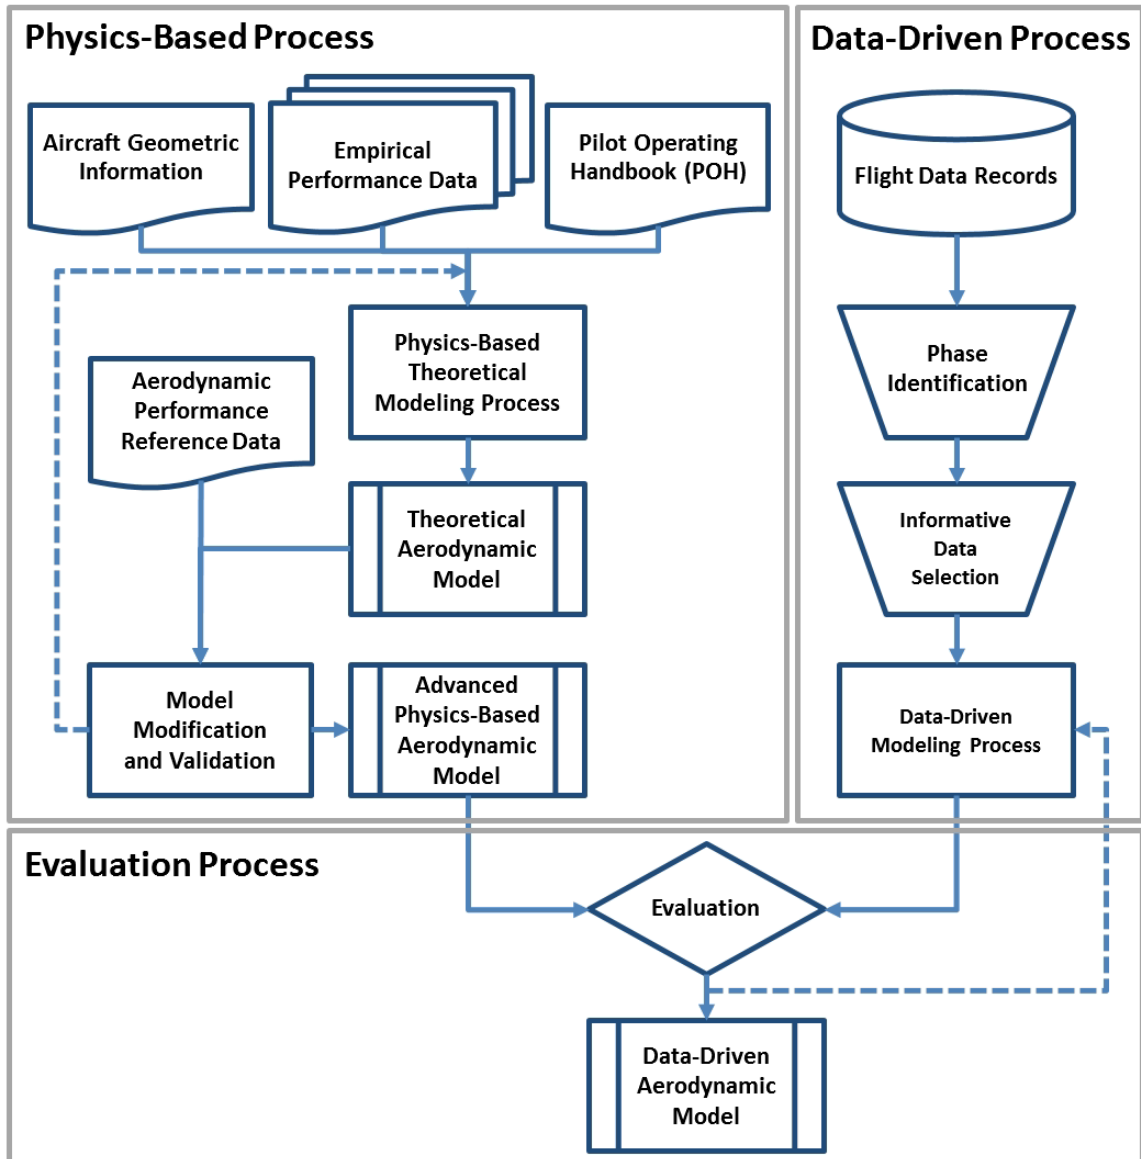 Physics-Based Process
Aircraft Geometric
Information
Empirical
Performance Data
Pilot Operating
Handbook (POH)
Physics-Based
Theoretical
Modeling Process
Aerodynamic
Performance
Reference Data
Theoretical
Aerodynamic
Model
Model
Modification
and Validation
Advanced
Physics-Based
Aerodynamic
Model
Data-Driven Process
Flight Data Records
Phase
Identification
Informative
Data
Selection
Data-Driven
Modeling Process
Evaluation Process
Evaluation
Data-Driven
Aerodynamic
Model